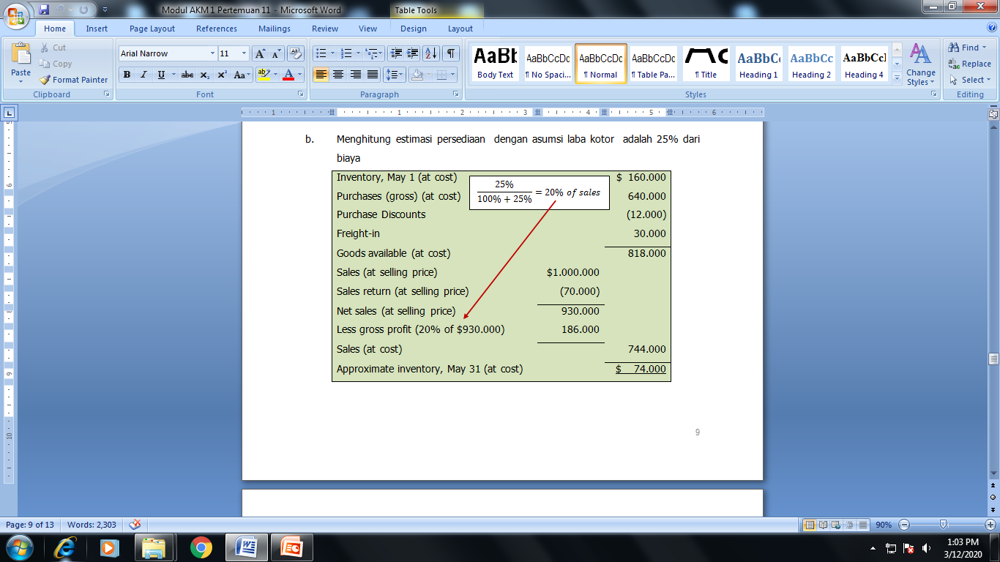 Modul AKM 1 Pertemuan 11 - Microsoft Word
Table Tools
Home Insert Page Layout References Mailings Review View Design Layout
Paste
Cut
Copy
Format Painter
Clipboard
Arial Narrow 11
Font
Paragraph
AaBb AaBbCcDc AaBbCcDc AaBbCcDc AaBbC AaBbCc AaBbCcI
Body Text ¶ No Spaci... ¶ Normal ¶ Table Pa... ¶ Title Heading 1 Heading 2 Heading 4
Change Styles
Styles
Find
Replace
Select
Editing
b. Menghitung estimasi persediaan dengan asumsi laba kotor adalah 25% dari
biaya
Inventory, May 1 (at cost) $ 160.000
25% / 100% + 25% = 20% of sales
Purchases (gross) (at cost) 640.000
Purchase Discounts (12.000)
Freight-in 30.000
Goods available (at cost) 818.000
Sales (at selling price) $1.000.000
Sales return (at selling price) (70.000)
Net sales (at selling price) 930.000
Less gross profit (20% of $930.000) 186.000
Sales (at cost) 744.000
Approximate inventory, May 31 (at cost) $ 74.000
9
Page: 9 of 13 Words: 2,303 90%
1:03 PM
3/12/2020